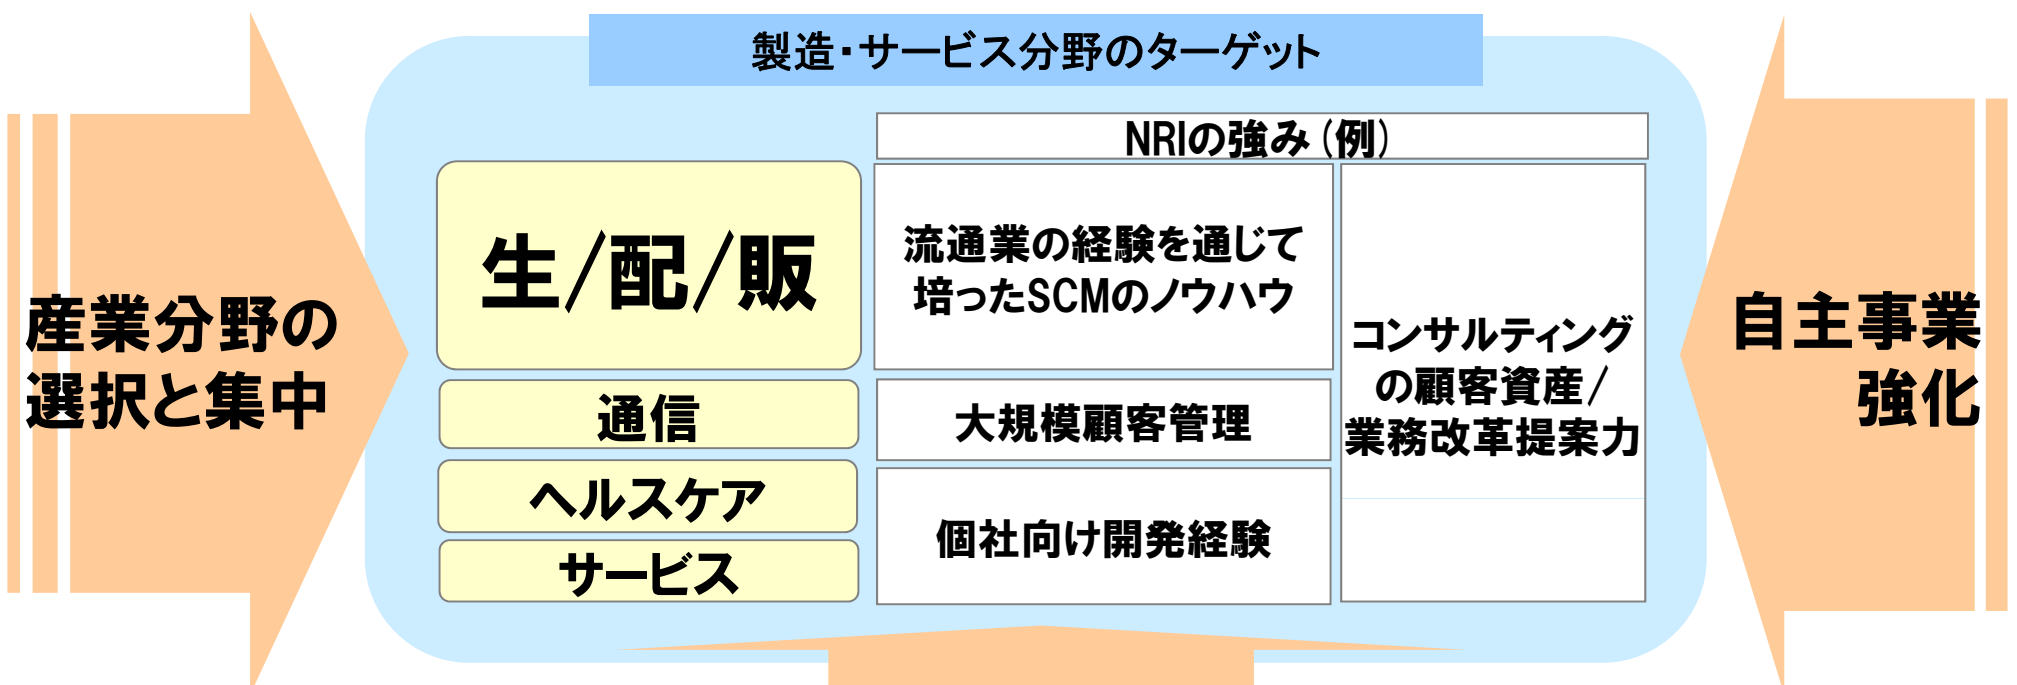 製造・サービス分野のターゲット
NRIの強み(例)
産業分野の
選択と集中
生/配/販
流通業の経験を通じて
培ったSCMのノウハウ
通信
大規模顧客管理
ヘルスケア
サービス
個社向け開発経験
コンサルティング
の顧客資産/
業務改革提案力
自主事業
強化